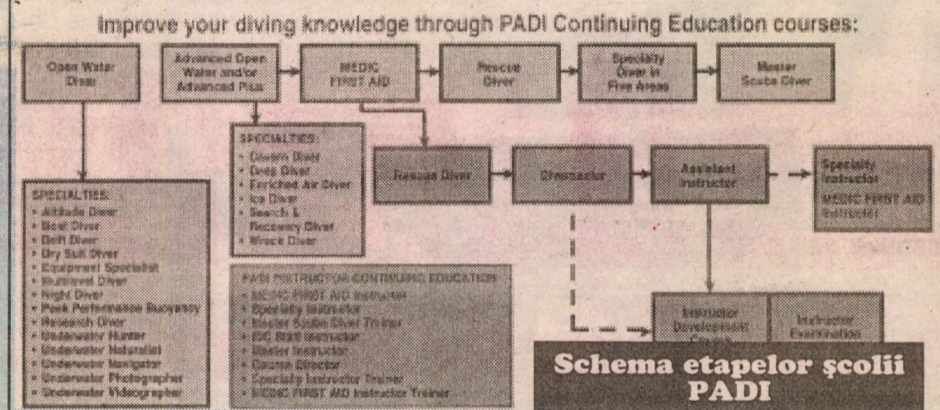 Improve your diving knowledge through PADI Continuing Education courses:
Open Water
Diver
Advanced Open
Water and/or
Advanced Plus
MEDIC
FIRST AID
Rescue
Diver
Specialty
Diver in
Five Areas
Master
Scuba Diver
SPECIALTIES:
• Cavern Diver
• Deep Diver
• Enriched Air Diver
• Ice Diver
• Search &
Recovery Diver
• Wreck Diver
Rescue Diver
Divemaster
Assistant
Instructor
Specialty
Instructor
MEDIC FIRST AID
Instructor
SPECIALTIES:
• Altitude Diver
• Boat Diver
• Drift Diver
• Dry Suit Diver
• Equipment Specialist
• Multilevel Diver
• Night Diver
• Peak Performance Buoyancy
• Research Diver
• Underwater Hunter
• Underwater Naturalist
• Underwater Navigator
• Underwater Photographer
• Underwater Videographer
PADI INSTRUCTOR CONTINUING EDUCATION
• MEDIC FIRST AID Instructor
• Specialty Instructor
• Master Scuba Diver Trainer
• IDC Staff Instructor
• Master Instructor
• Course Director
• Specialty Instructor Trainer
• MEDIC FIRST AID Instructor Trainer
Instructor
Development
Instructor
Examination
Schema etapelor școlii
PADI